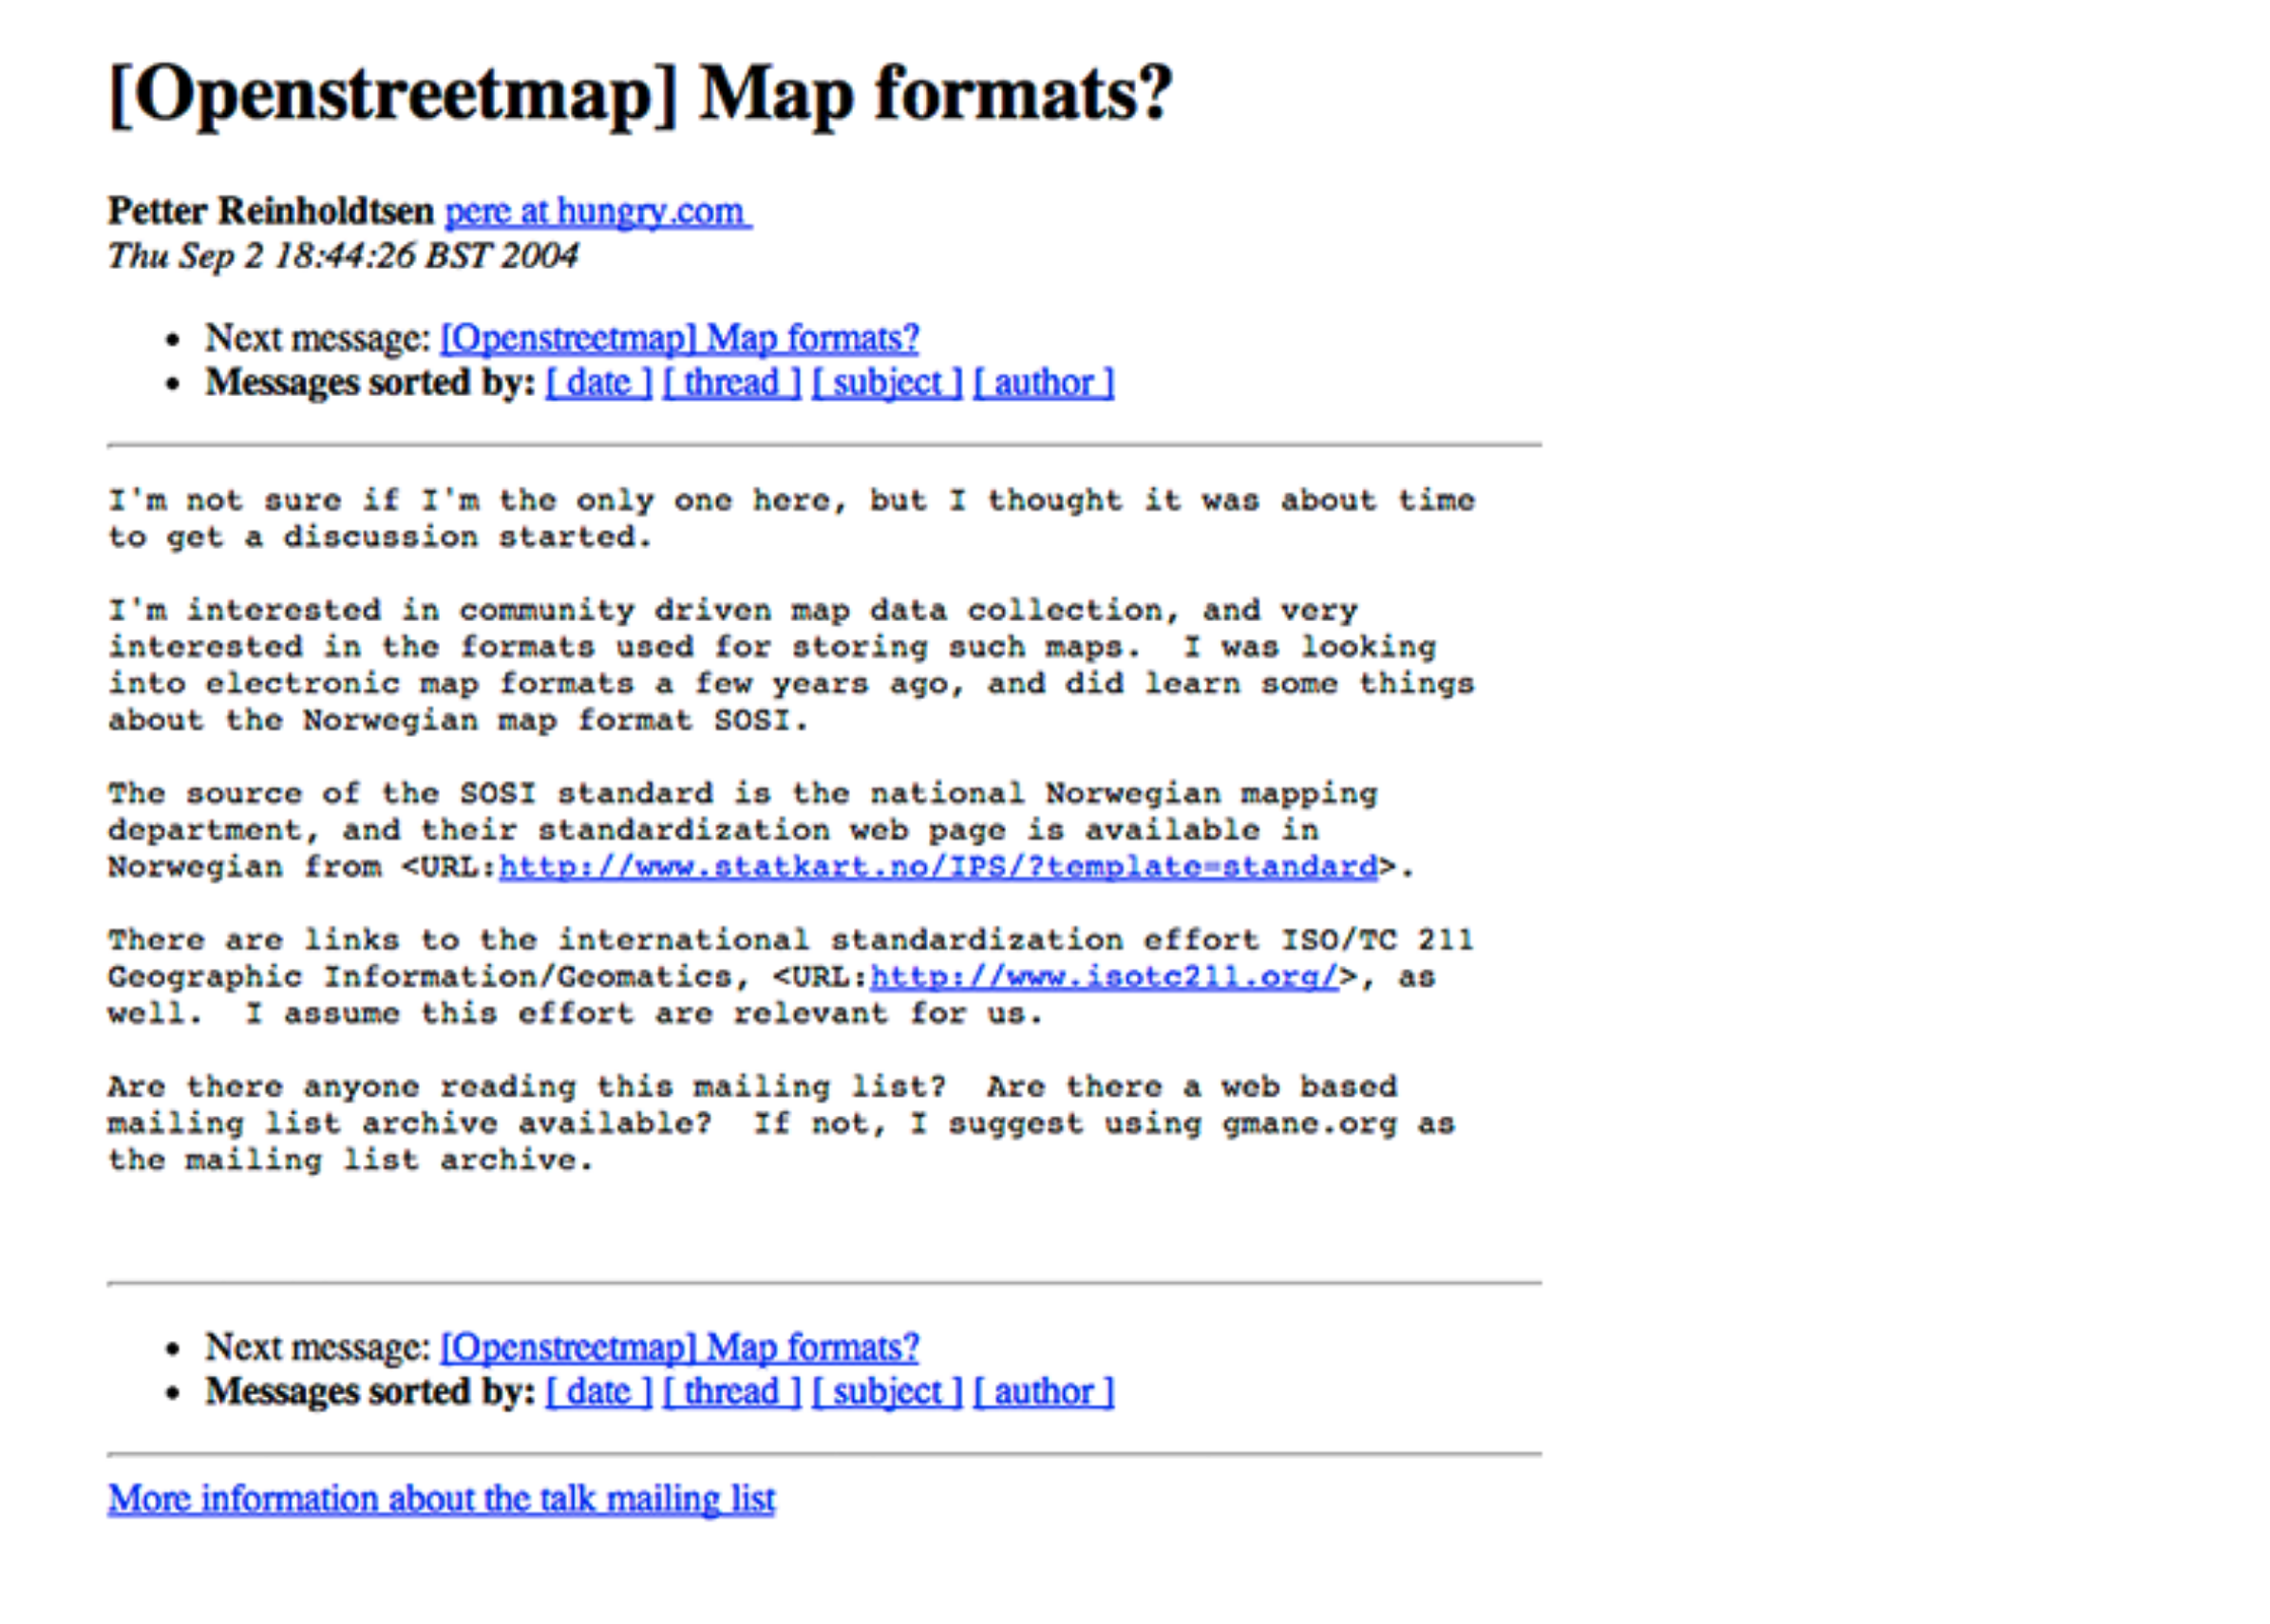 [Openstreetmap] Map formats?
Petter Reinholdtsen pere at hungry.com
Thu Sep 2 18:44:26 BST 2004
• Next message: [Openstreetmap] Map formats?
• Messages sorted by: [ date ] [ thread ] [ subject ] [ author ]
I'm not sure if I'm the only one here, but I thought it was about time
to get a discussion started.
I'm interested in community driven map data collection, and very
interested in the formats used for storing such maps.  I was looking
into electronic map formats a few years ago, and did learn some things
about the Norwegian map format SOSI.
The source of the SOSI standard is the national Norwegian mapping
department, and their standardization web page is available in
Norwegian from <URL:http://www.statkart.no/IPS/?template=standard>.
There are links to the international standardization effort ISO/TC 211
Geographic Information/Geomatics, <URL:http://www.isotc211.org/>, as
well.  I assume this effort are relevant for us.
Are there anyone reading this mailing list?  Are there a web based
mailing list archive available?  If not, I suggest using gmane.org as
the mailing list archive.
• Next message: [Openstreetmap] Map formats?
• Messages sorted by: [ date ] [ thread ] [ subject ] [ author ]
More information about the talk mailing list